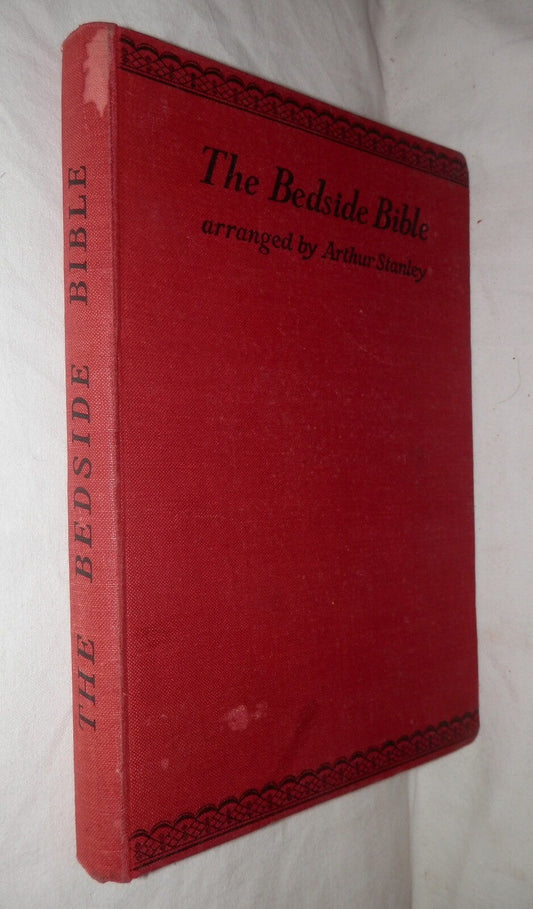 THE BEDSIDE BIBLE
The Bedside Bible
arranged by Arthur Stanley